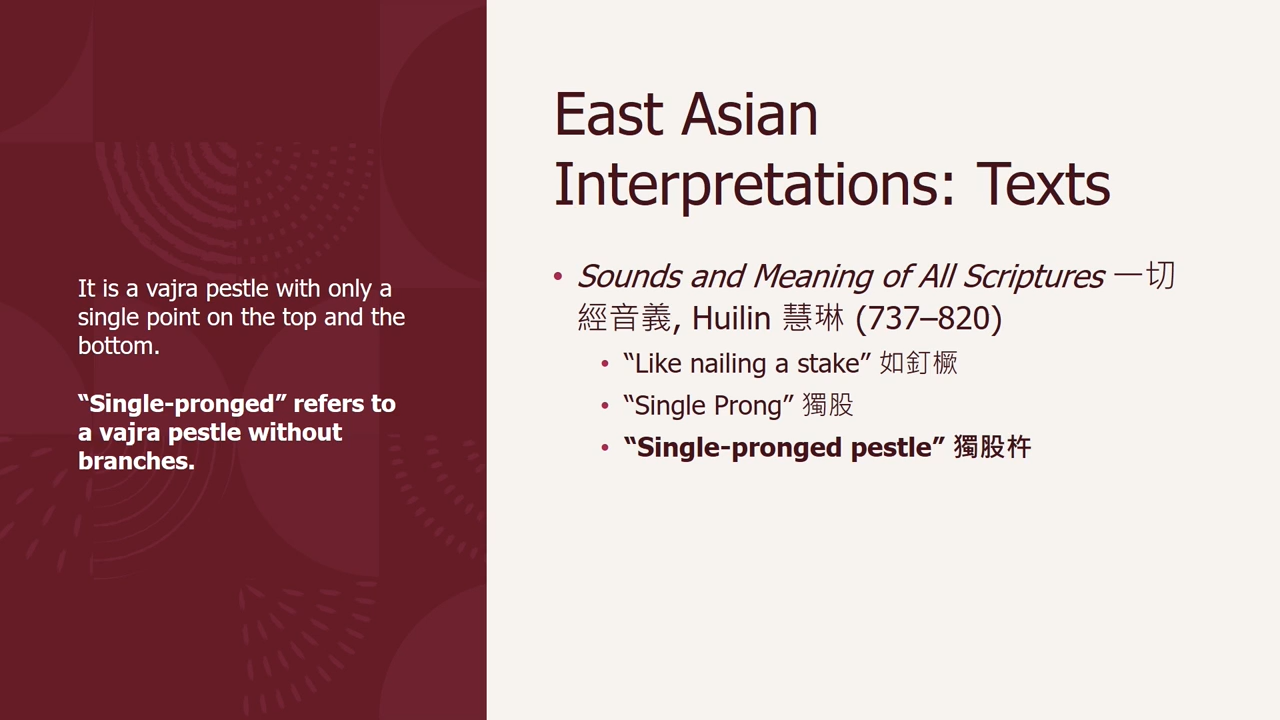 It is a vajra pestle with only a
single point on the top and the
bottom.
“Single-pronged” refers to
a vajra pestle without
branches.
East Asian
Interpretations: Texts
• Sounds and Meaning of All Scriptures 一切
經音義, Huilin 慧琳 (737–820)
• “Like nailing a stake” 如釘橛
• “Single Prong” 獨股
• “Single-pronged pestle” 獨股杵